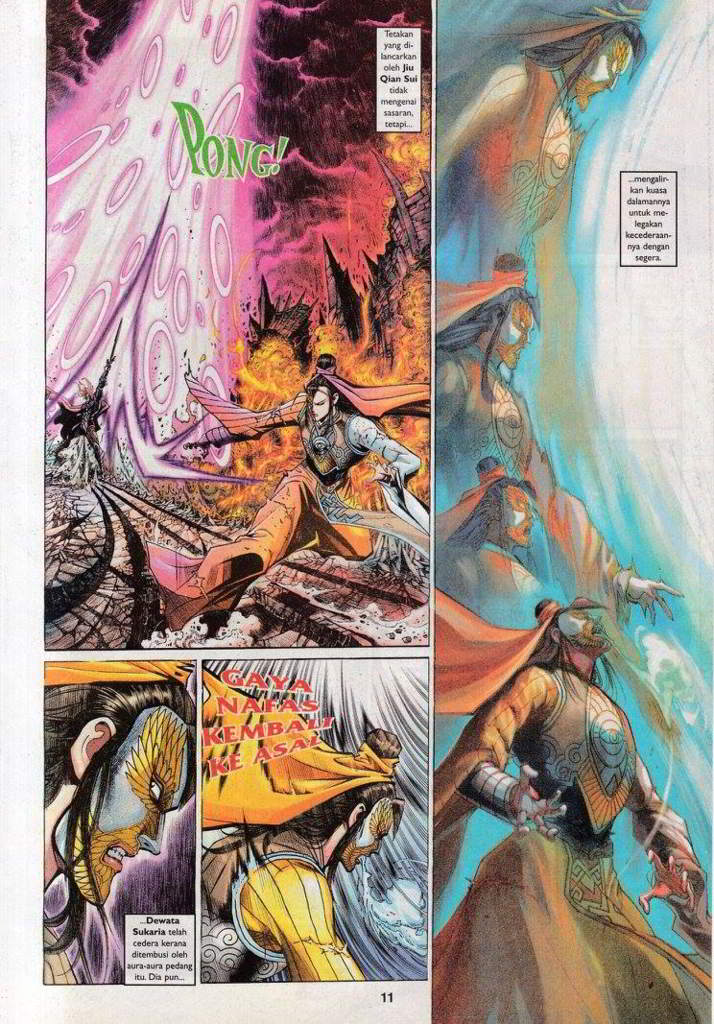 Tetakan
yang di-
lancarkan
oleh Jiu
Qian Sui
tidak
mengenai
sasaran,
tetapi...
PONG!
...Dewata
Sukaria telah
cedera kerana
ditembusi oleh
aura-aura pedang
itu. Dia pun...
GAYA
NAFAS
KEMBALI
KE ASAL
...mengalir-
kan kuasa
dalamannya
untuk me-
legakan
kecederaan-
nya dengan
segera.
11